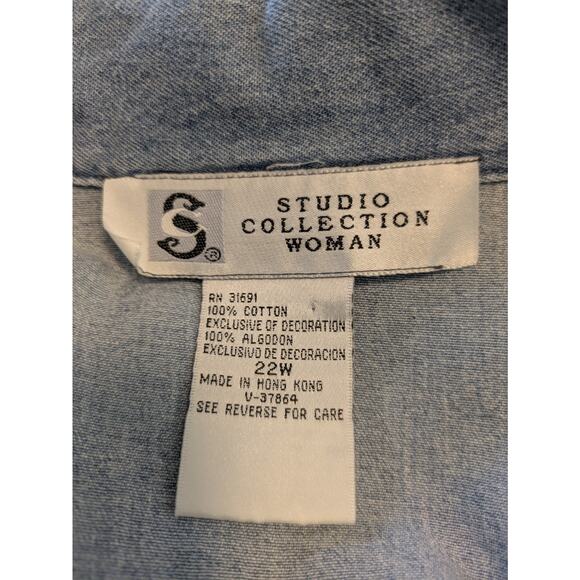 S®
STUDIO
COLLECTION
WOMAN
RN 31691
100% COTTON
EXCLUSIVE OF DECORATION
100% ALGODON
EXCLUSIVO DE DECORACION
22W
MADE IN HONG KONG
V-37864
SEE REVERSE FOR CARE